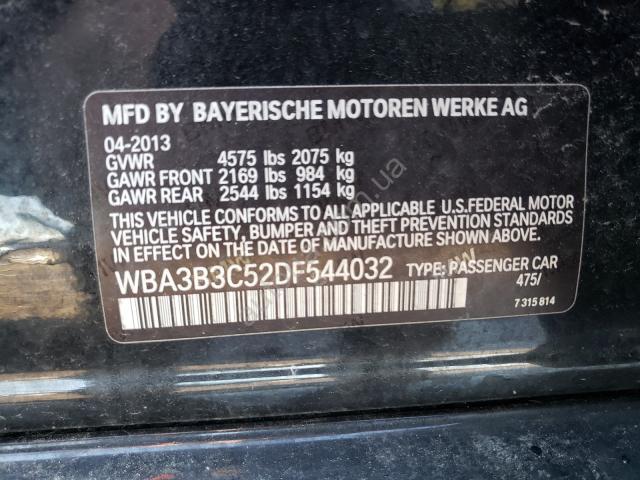 MFD BY BAYERISCHE MOTOREN WERKE AG
04-2013
GVWR 4575 lbs 2075 kg
GAWR FRONT 2169 lbs 984 kg
GAWR REAR 2544 lbs 1154 kg
THIS VEHICLE CONFORMS TO ALL APPLICABLE U.S.FEDERAL MOTOR
VEHICLE SAFETY, BUMPER AND THEFT PREVENTION STANDARDS
IN EFFECT ON THE DATE OF MANUFACTURE SHOWN ABOVE.
WBA3B3C52DF544032 TYPE: PASSENGER CAR
475/
7 315 814